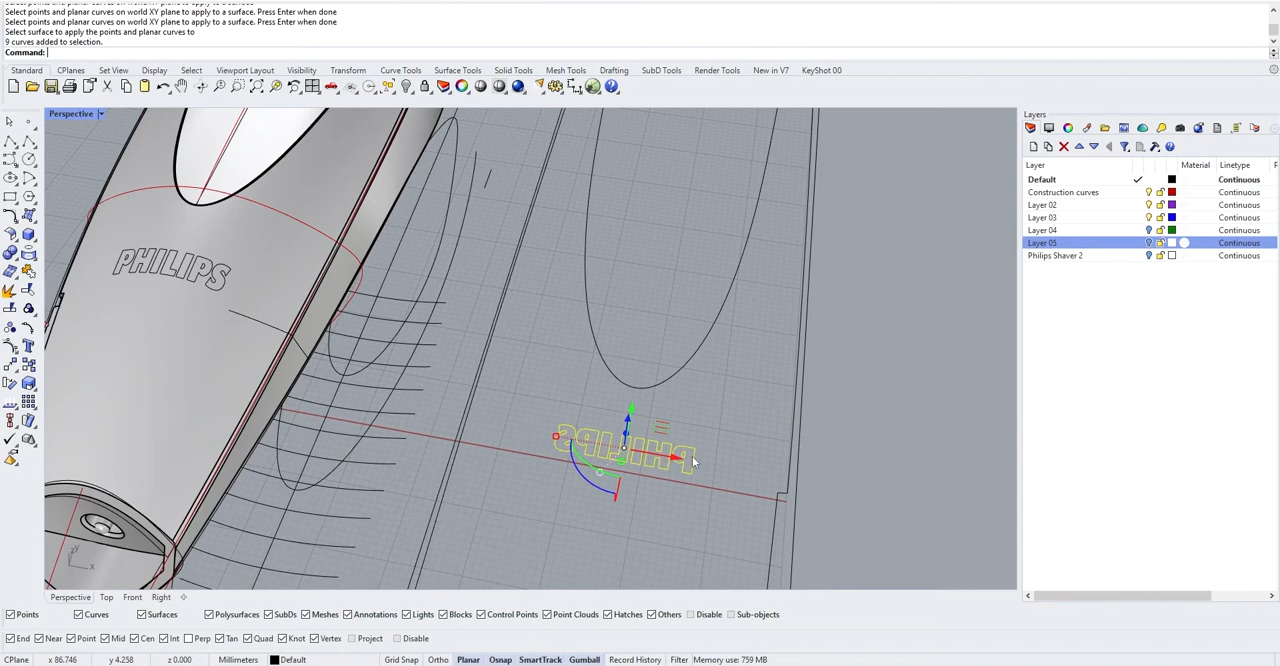 Select points and planar curves on world XY plane to apply to a surface. Press Enter when done
Select points and planar curves on world XY plane to apply to a surface. Press Enter when done
Select surface to apply the points and planar curves to
9 curves added to selection.
Command:
Standard CPlanes Set View Display Select Viewport Layout Visibility Transform Curve Tools Surface Tools Solid Tools Mesh Tools Drafting SubD Tools Render Tools New in V7 KeyShot 00
Perspective
Layers
Layer Material Linetype P
Default Continuous
Construction curves Continuous
Layer 02 Continuous
Layer 03 Continuous
Layer 04 Continuous
Layer 05 Continuous
Philips Shaver 2 Continuous
PHILIPS
PHILIPS
z y
x
Perspective Top Front Right
Points Curves Surfaces Polysurfaces SubDs Meshes Annotations Lights Blocks Control Points Point Clouds Hatches Others Disable Sub-objects
End Near Point Mid Cen Int Perp Tan Quad Knot Vertex Project Disable
CPlane x 86.746 y 4.258 z 0.000 Millimeters Default Grid Snap Ortho Planar Osnap SmartTrack Gumball Record History Filter Memory use: 759 MB